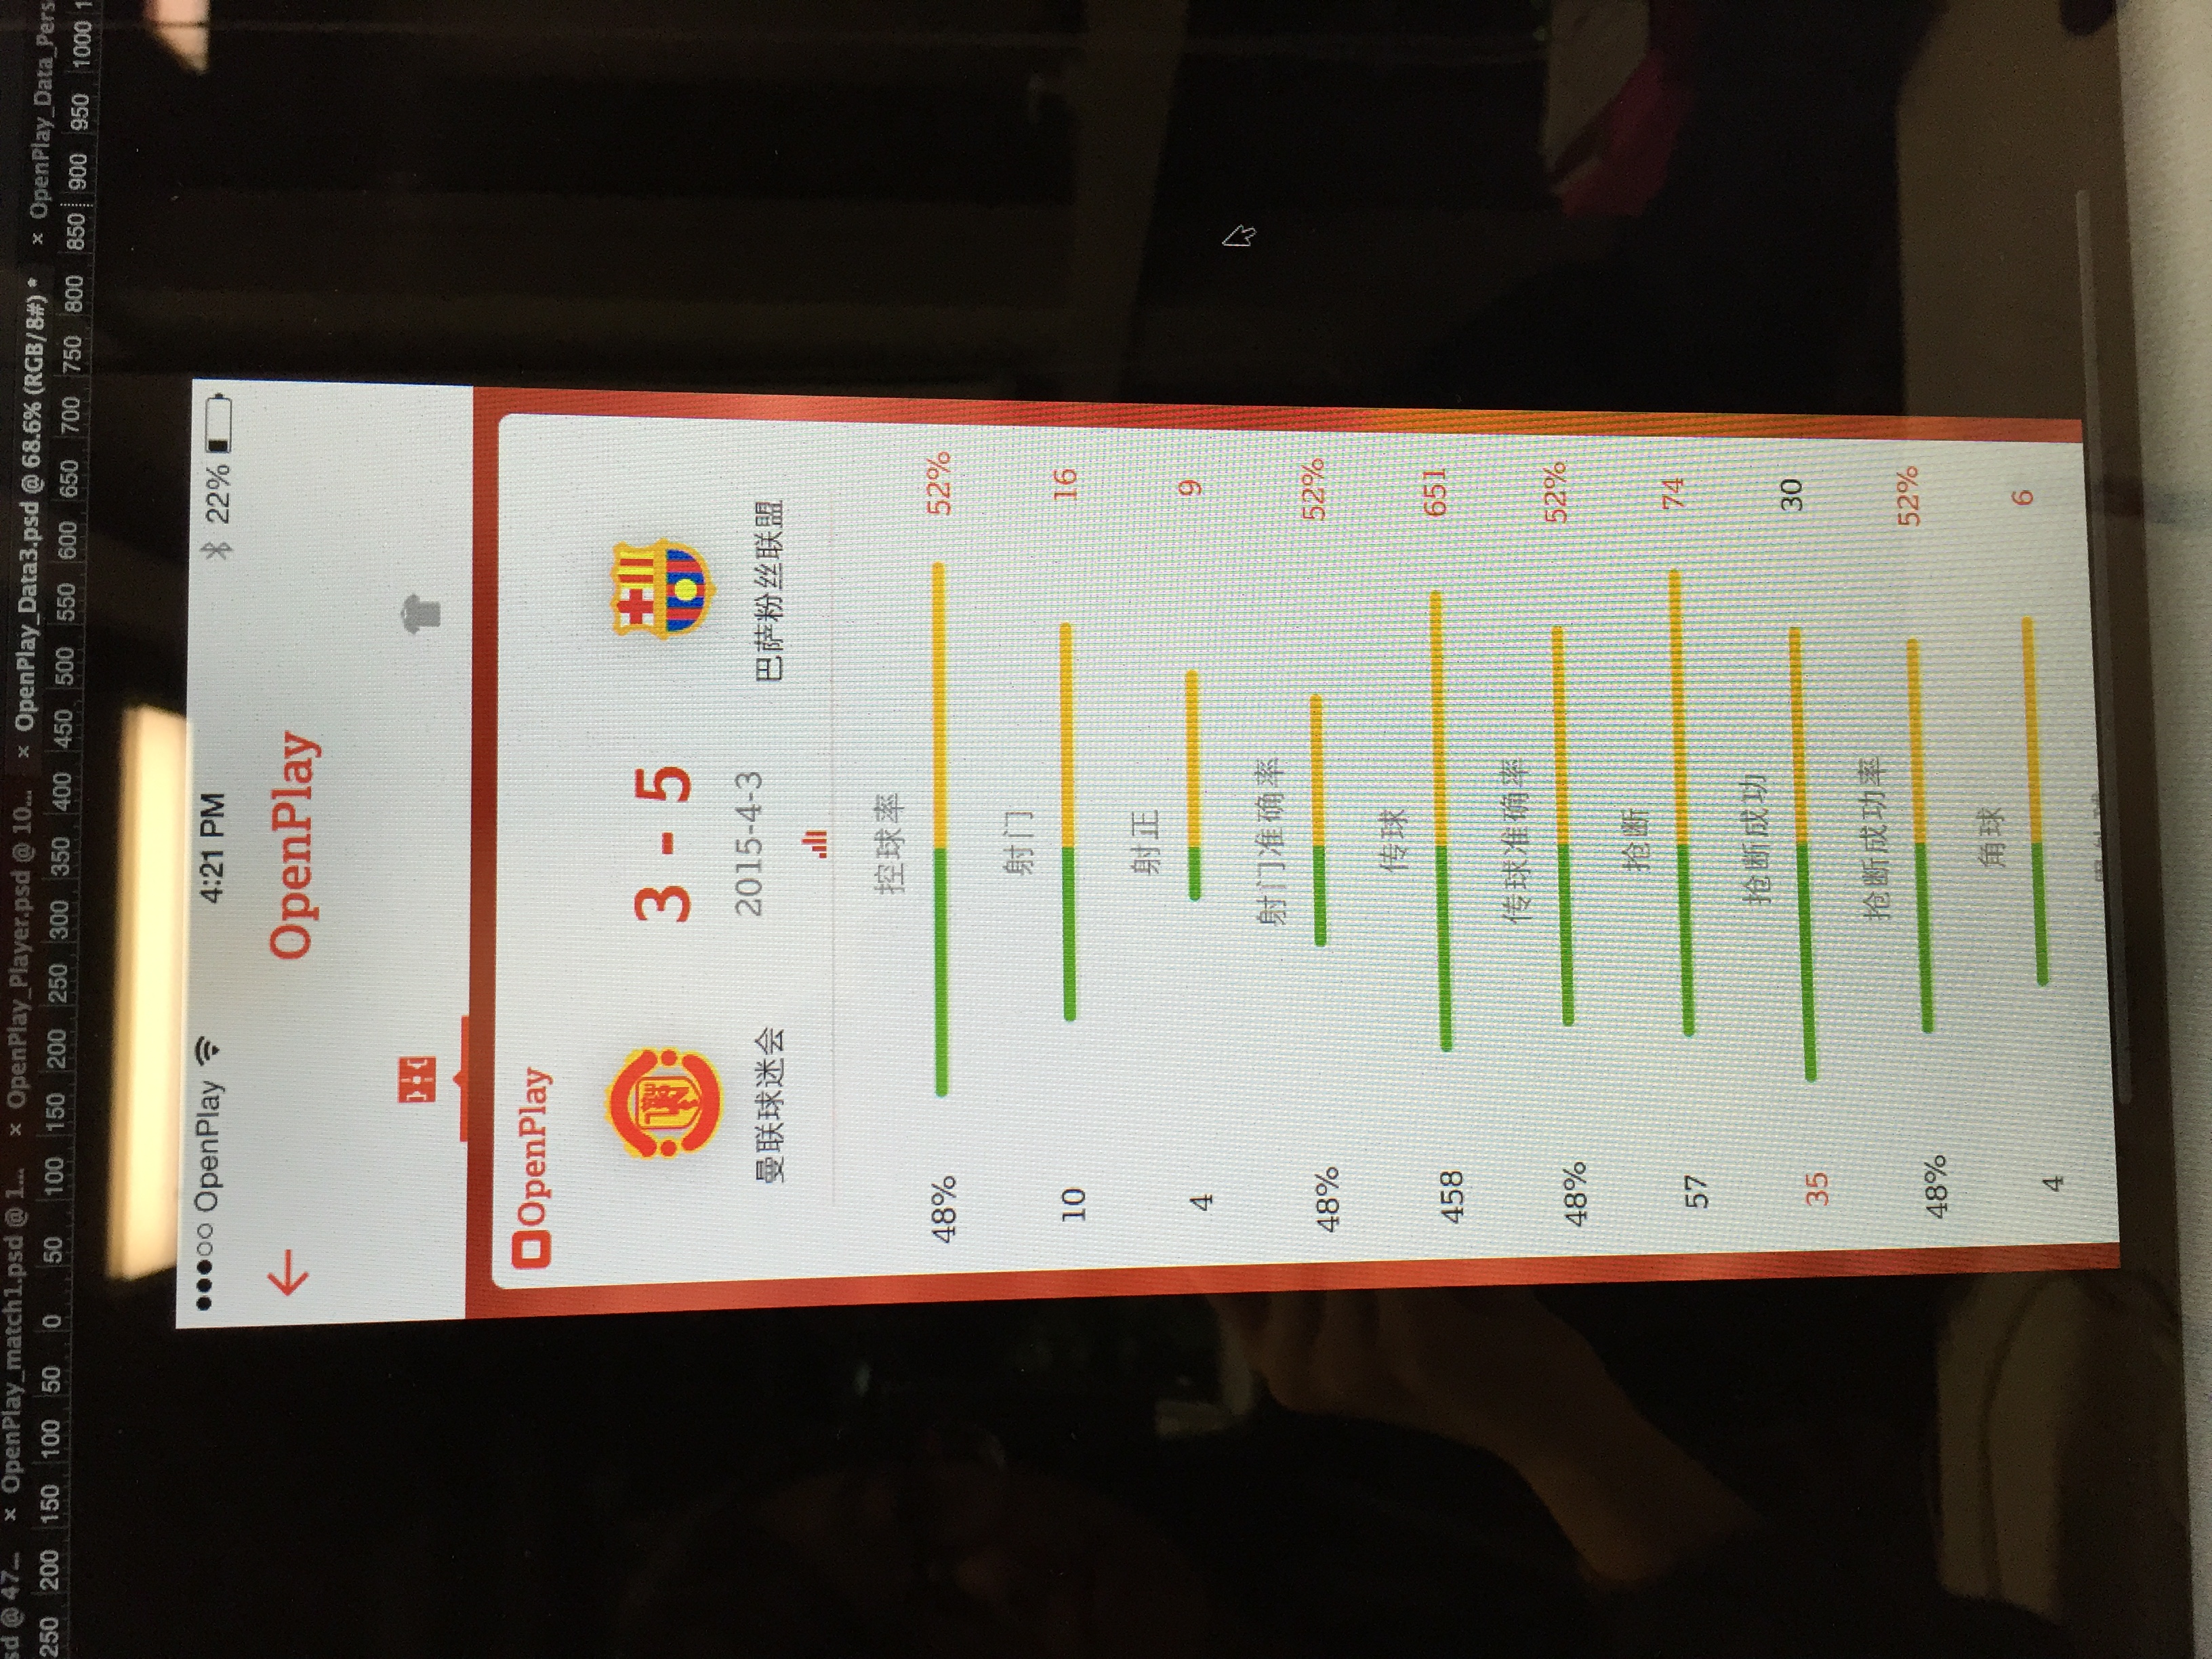 sd @ 47... × OpenPlay_match1.psd @ 1... × OpenPlay_Player.psd @ 10... × OpenPlay_Data3.psd @ 68.6% (RGB/8#) * × OpenPlay_Data_Pers
250 200 150 100 50 0 50 100 150 200 250 300 350 400 450 500 550 600 650 700 750 800 850 900 950 1000
OpenPlay 4:21 PM 22%
OpenPlay
OpenPlay
3 - 5
2015-4-3
曼联球迷会 巴萨粉丝联盟
控球率
48% 52%
射门
10 16
射正
4 9
射门准确率
48% 52%
传球
458 651
传球准确率
48% 52%
抢断
57 74
抢断成功
35 30
抢断成功率
48% 52%
角球
4 6